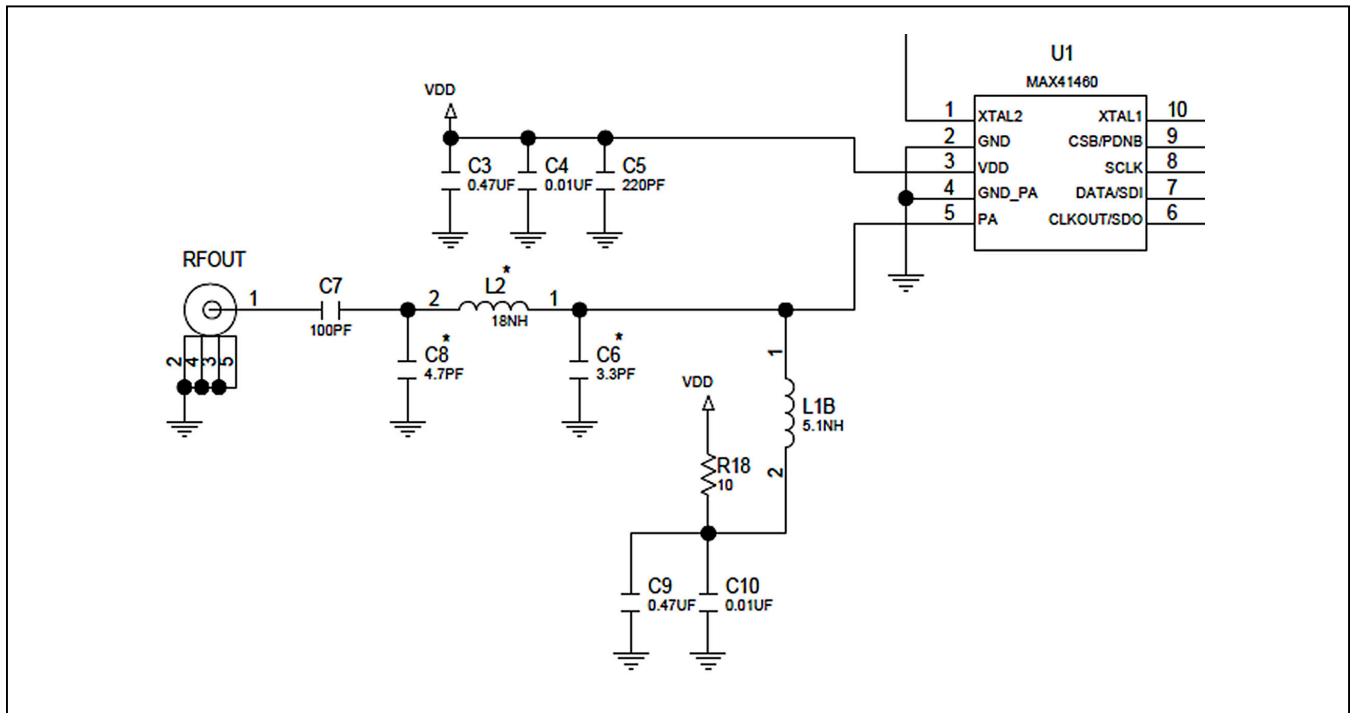 U1
MAX41460
1 XTAL2 XTAL1 10
2 GND CSB/PDNB 9
3 VDD SCLK 8
4 GND_PA DATA/SDI 7
5 PA CLKOUT/SDO 6
VDD
C3 C4 C5
0.47UF 0.01UF 220PF
RFOUT
1
2 4 3 5
C7
100PF
2 L2* 1
18NH
C8*
4.7PF
C6*
3.3PF
VDD
1
L1B
5.1NH
2
R18
10
C9 C10
0.47UF 0.01UF